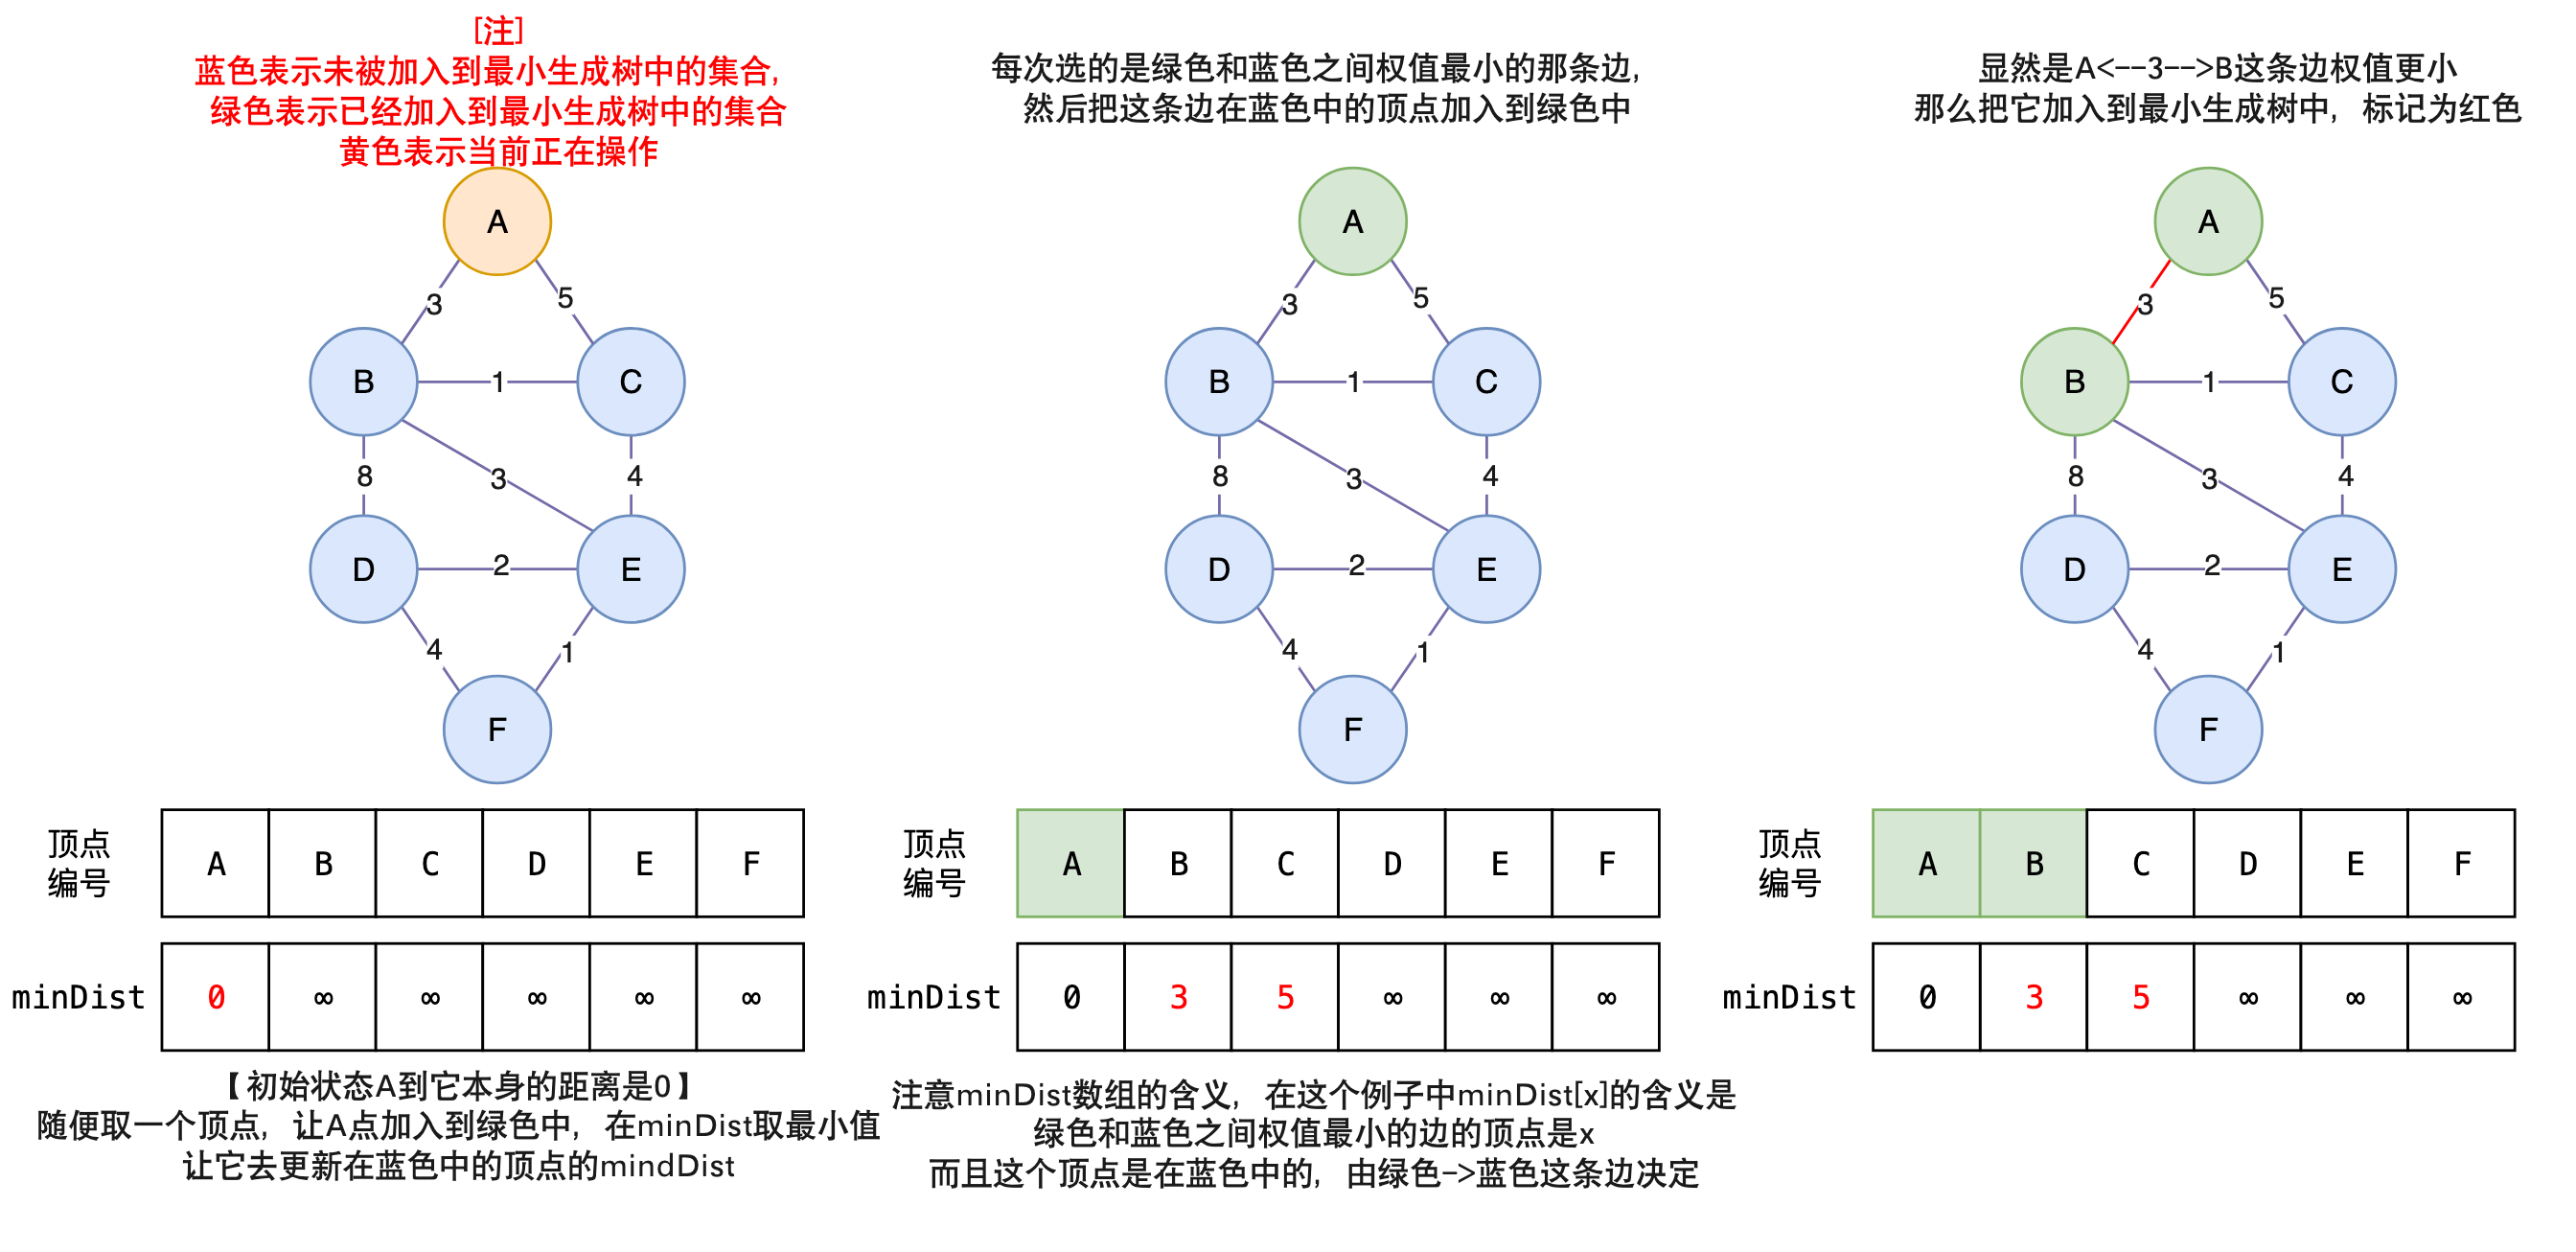 [注]
蓝色表示未被加入到最小生成树中的集合,
绿色表示已经加入到最小生成树中的集合
黄色表示当前正在操作
A
3
5
B
1
C
8
3
4
D
2
E
4
1
F
顶点
编号
A B C D E F
minDist
0 ∞ ∞ ∞ ∞ ∞
【初始状态A到它本身的距离是0】
随便取一个顶点, 让A点加入到绿色中, 在minDist取最小值
让它去更新在蓝色中的顶点的mindDist
每次选的是绿色和蓝色之间权值最小的那条边,
然后把这条边在蓝色中的顶点加入到绿色中
A
3
5
B
1
C
8
3
4
D
2
E
4
1
F
顶点
编号
A B C D E F
minDist
0 3 5 ∞ ∞ ∞
注意minDist数组的含义, 在这个例子中minDist[x]的含义是
绿色和蓝色之间权值最小的边的顶点是x
而且这个顶点是在蓝色中的, 由绿色->蓝色这条边决定
显然是A<--3-->B这条边权值更小
那么把它加入到最小生成树中, 标记为红色
A
3
5
B
1
C
8
3
4
D
2
E
4
1
F
顶点
编号
A B C D E F
minDist
0 3 5 ∞ ∞ ∞